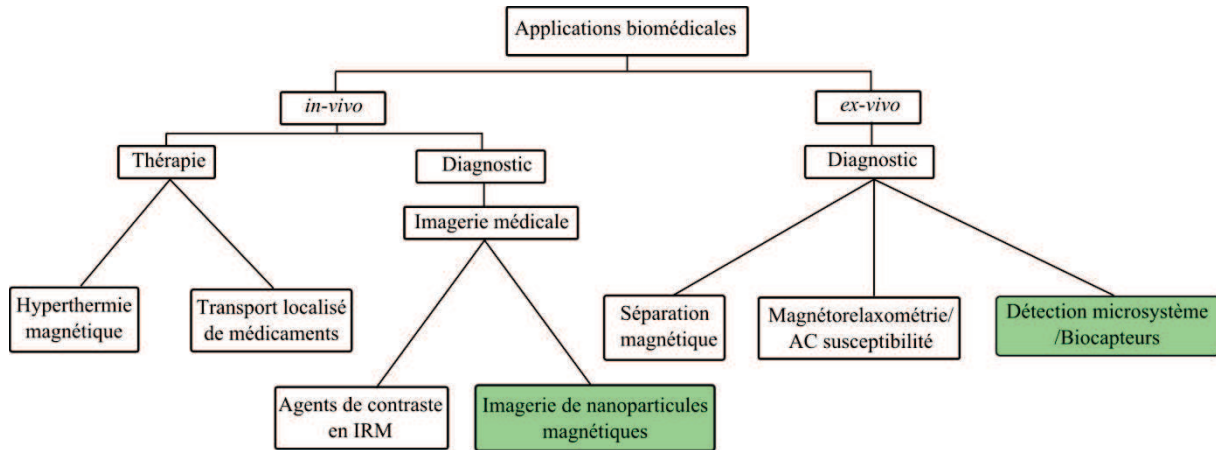 Applications biomédicales
in-vivo
ex-vivo
Thérapie
Diagnostic
Diagnostic
Imagerie médicale
Hyperthermie
magnétique
Transport localisé
de médicaments
Séparation
magnétique
Magnétorelaxométrie/
AC susceptibilité
Détection microsystème
/Biocapteurs
Agents de contraste
en IRM
Imagerie de nanoparticules
magnétiques